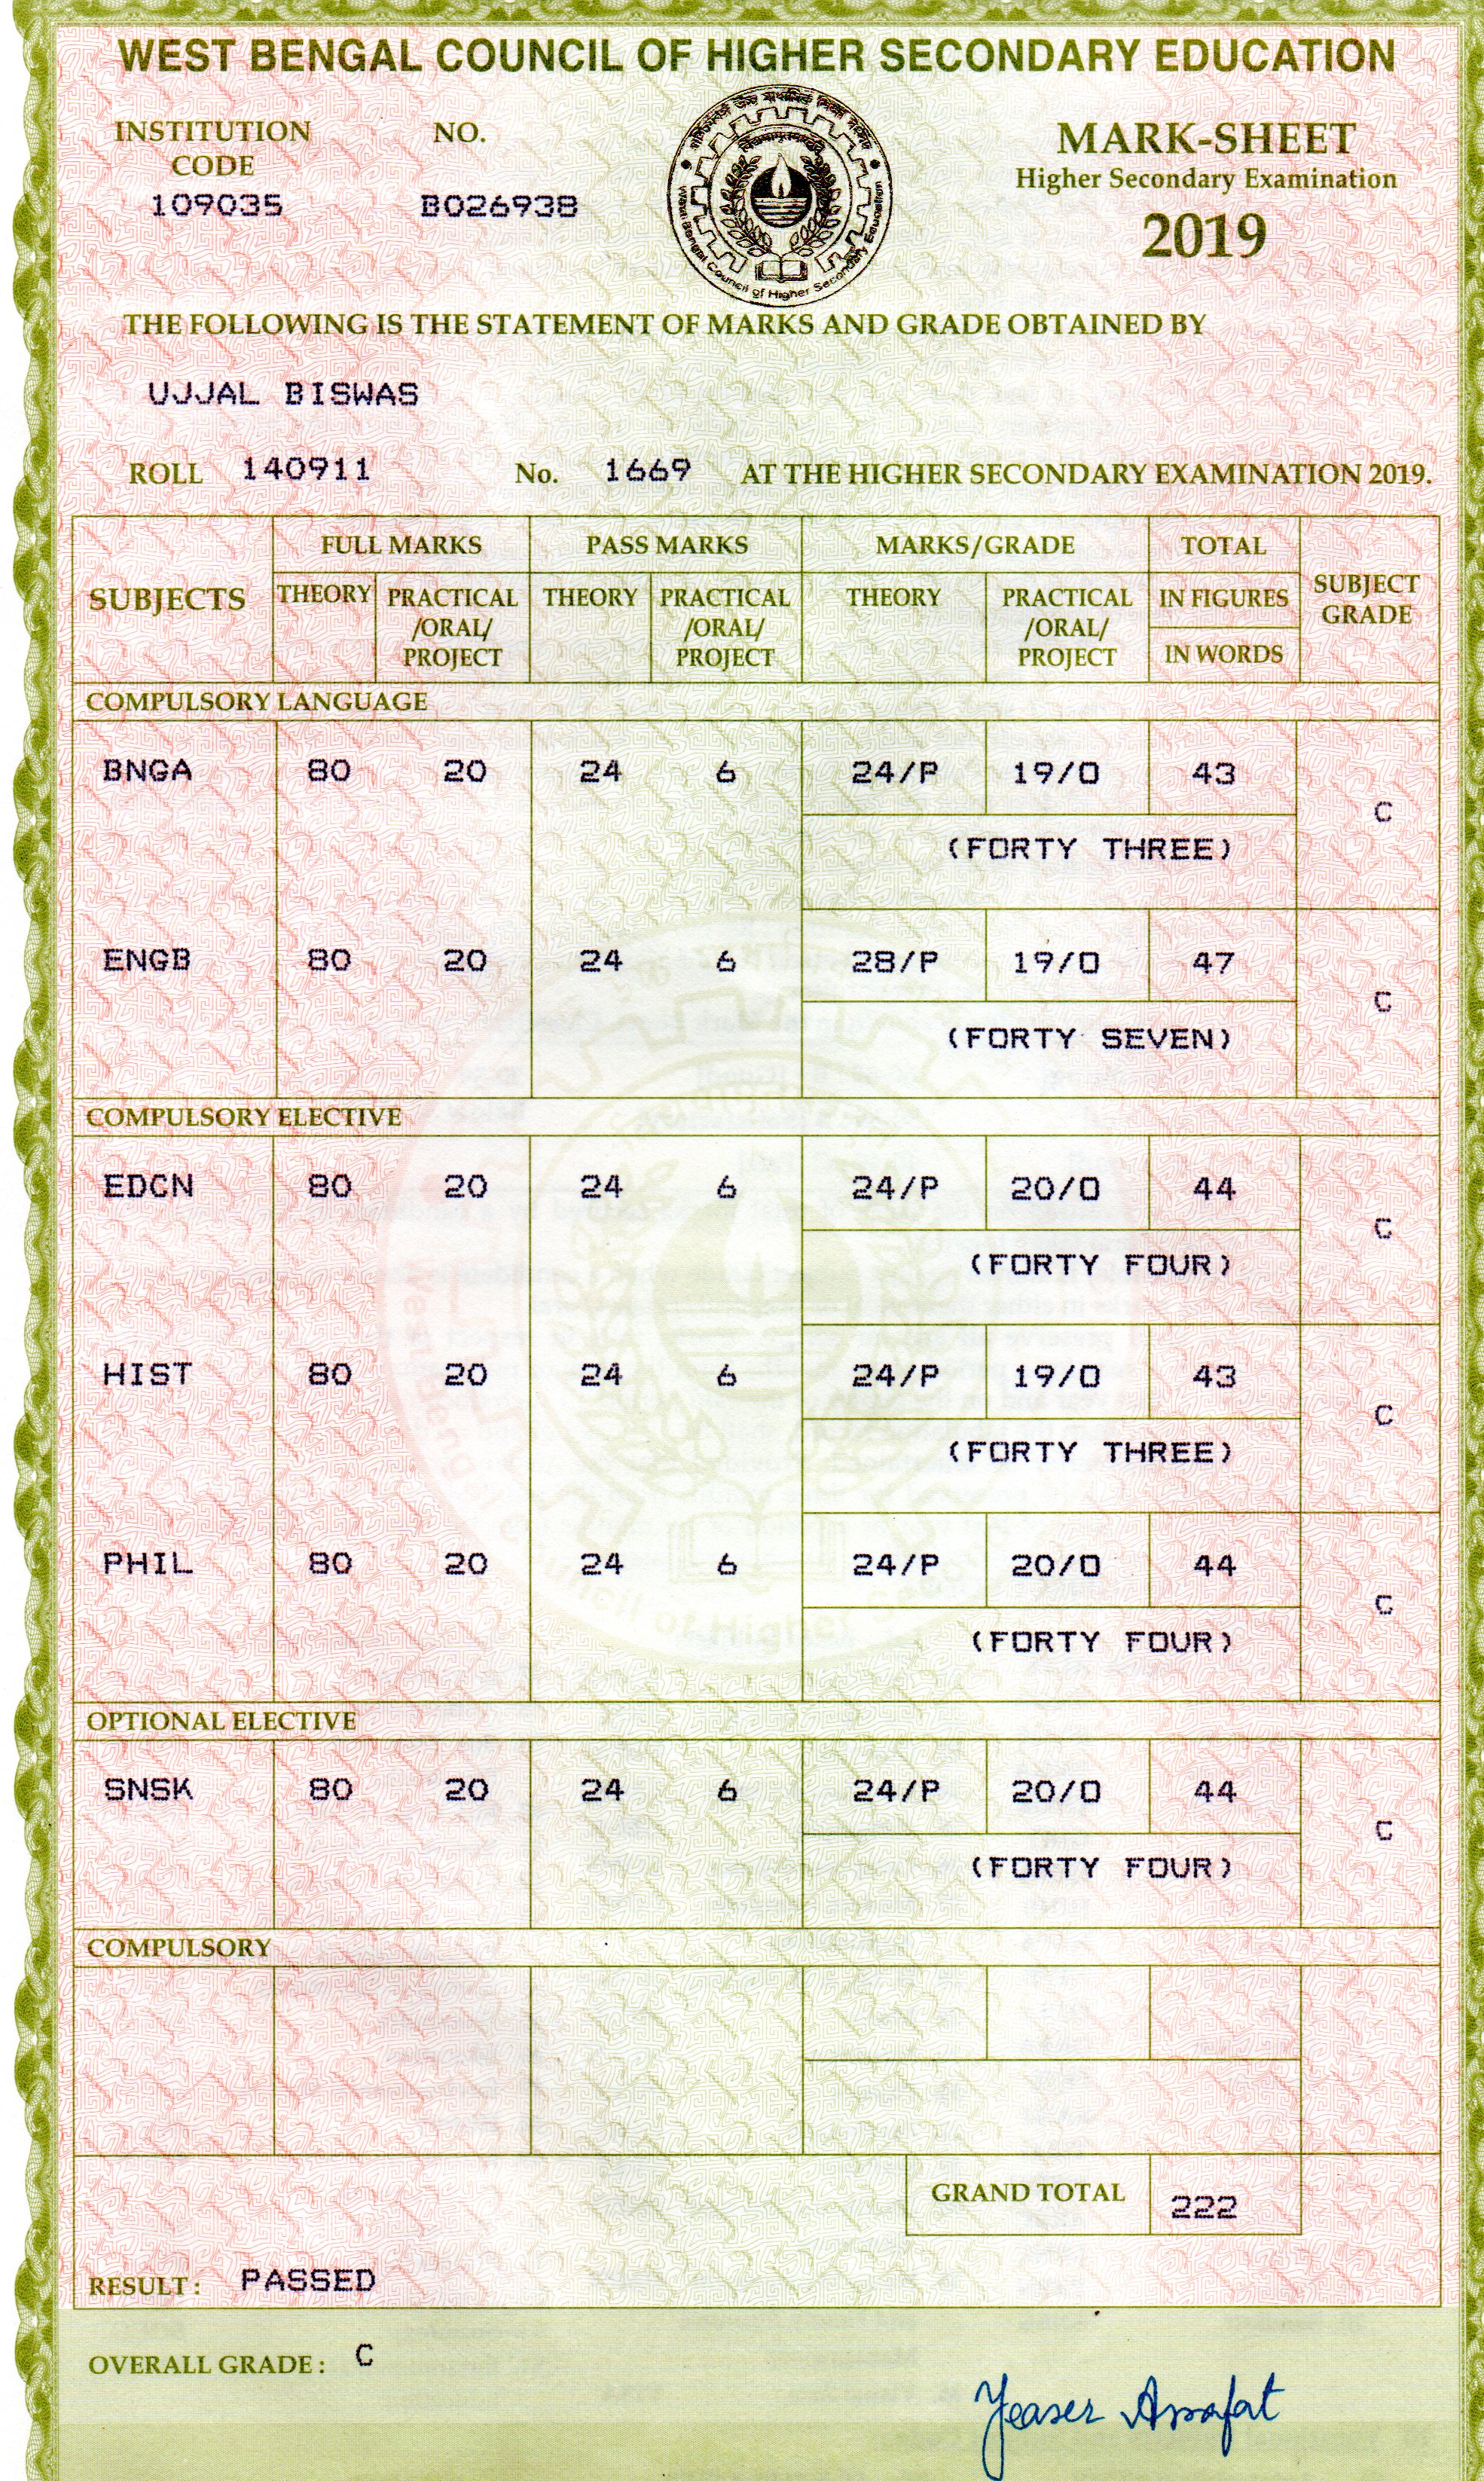 WEST BENGAL COUNCIL OF HIGHER SECONDARY EDUCATION
INSTITUTION CODE NO.
109035 B026938
West Bengal Council of Higher Secondary Education
MARK-SHEET
Higher Secondary Examination
2019
THE FOLLOWING IS THE STATEMENT OF MARKS AND GRADE OBTAINED BY
UJJAL BISWAS
ROLL 140911 No. 1669 AT THE HIGHER SECONDARY EXAMINATION 2019.
SUBJECTS FULL MARKS PASS MARKS MARKS/GRADE TOTAL SUBJECT GRADE
THEORY PRACTICAL /ORAL/ PROJECT THEORY PRACTICAL /ORAL/ PROJECT THEORY PRACTICAL /ORAL/ PROJECT IN FIGURES
IN WORDS
COMPULSORY LANGUAGE
BNGA 80 20 24 6 24/P 19/O 43 C
(FORTY THREE)
ENGB 80 20 24 6 28/P 19/O 47 C
(FORTY SEVEN)
COMPULSORY ELECTIVE
EDCN 80 20 24 6 24/P 20/O 44 C
(FORTY FOUR)
HIST 80 20 24 6 24/P 19/O 43 C
(FORTY THREE)
PHIL 80 20 24 6 24/P 20/O 44 C
(FORTY FOUR)
OPTIONAL ELECTIVE
SNSK 80 20 24 6 24/P 20/O 44 C
(FORTY FOUR)
COMPULSORY
GRAND TOTAL 222
RESULT : PASSED
OVERALL GRADE : C
Yeaser Arrafat